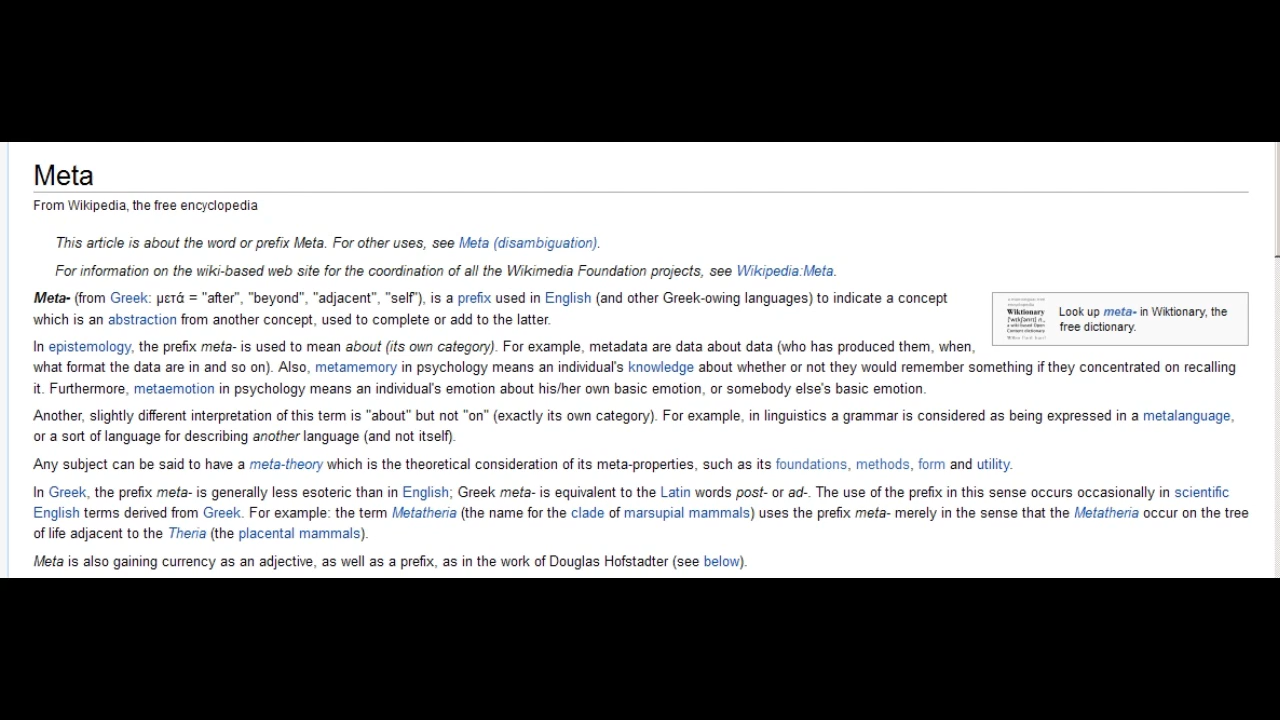 Meta
From Wikipedia, the free encyclopedia
This article is about the word or prefix Meta. For other uses, see Meta (disambiguation).
For information on the wiki-based web site for the coordination of all the Wikimedia Foundation projects, see Wikipedia:Meta.
Meta- (from Greek: μετά = "after", "beyond", "adjacent", "self"), is a prefix used in English (and other Greek-owing languages) to indicate a concept
which is an abstraction from another concept, used to complete or add to the latter.
Wiktionary
Look up meta- in Wiktionary, the
free dictionary.
In epistemology, the prefix meta- is used to mean about (its own category). For example, metadata are data about data (who has produced them, when,
what format the data are in and so on). Also, metamemory in psychology means an individual's knowledge about whether or not they would remember something if they concentrated on recalling
it. Furthermore, metaemotion in psychology means an individual's emotion about his/her own basic emotion, or somebody else's basic emotion.
Another, slightly different interpretation of this term is "about" but not "on" (exactly its own category). For example, in linguistics a grammar is considered as being expressed in a metalanguage,
or a sort of language for describing another language (and not itself).
Any subject can be said to have a meta-theory which is the theoretical consideration of its meta-properties, such as its foundations, methods, form and utility.
In Greek, the prefix meta- is generally less esoteric than in English; Greek meta- is equivalent to the Latin words post- or ad-. The use of the prefix in this sense occurs occasionally in scientific
English terms derived from Greek. For example: the term Metatheria (the name for the clade of marsupial mammals) uses the prefix meta- merely in the sense that the Metatheria occur on the tree
of life adjacent to the Theria (the placental mammals).
Meta is also gaining currency as an adjective, as well as a prefix, as in the work of Douglas Hofstadter (see below).